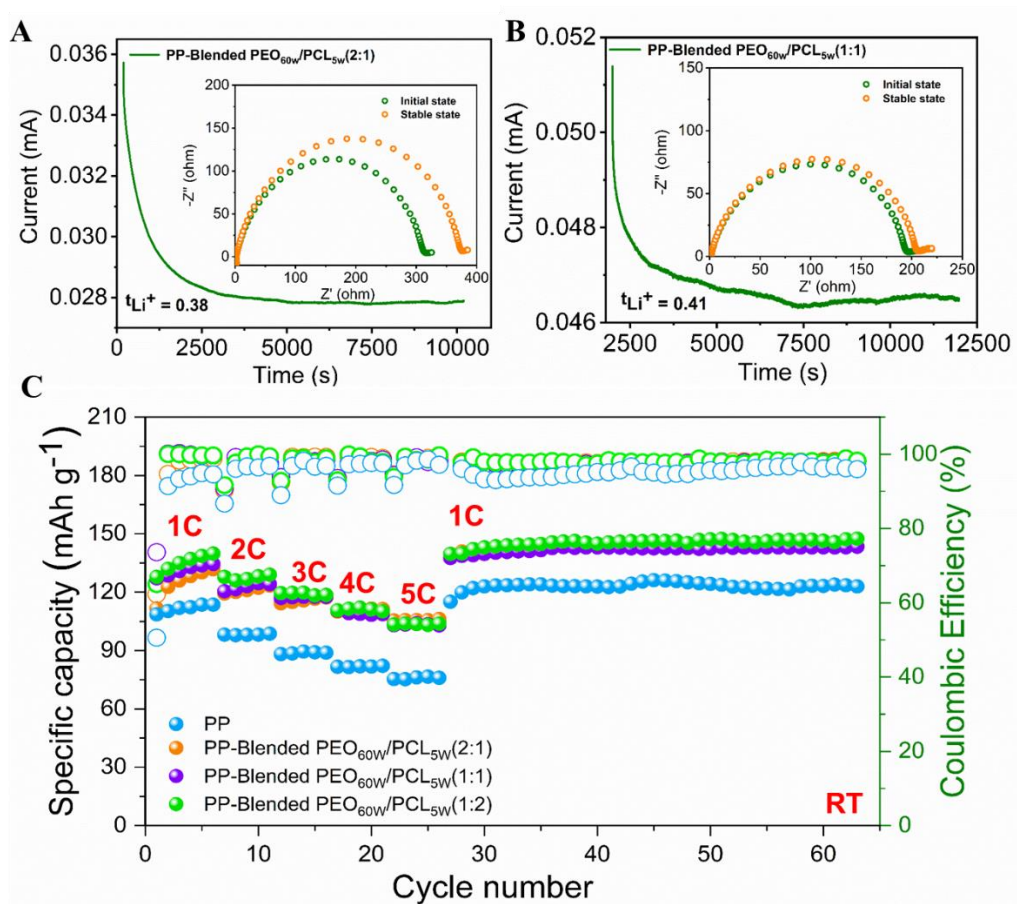 A
PP-Blended PEO60w/PCL5w(2:1)
Current (mA)
0.036
0.034
0.032
0.030
0.028
0
2500
5000
7500
10000
Time (s)
tLi+ = 0.38
-Z'' (ohm)
200
150
100
50
0
0
100
200
300
400
Z' (ohm)
Initial state
Stable state
B
PP-Blended PEO60w/PCL5w(1:1)
Current (mA)
0.052
0.050
0.048
0.046
2500
5000
7500
10000
12500
Time (s)
tLi+ = 0.41
-Z'' (ohm)
150
100
50
0
0
50
100
150
200
250
Z' (ohm)
Initial state
Stable state
C
Specific capacity (mAh g-1)
210
180
150
120
90
60
30
0
0
10
20
30
40
50
60
Cycle number
Coulombic Efficiency (%)
100
80
60
40
20
0
1C
2C
3C
4C
5C
1C
PP
PP-Blended PEO60W/PCL5W(2:1)
PP-Blended PEO60W/PCL5W(1:1)
PP-Blended PEO60W/PCL5W(1:2)
RT